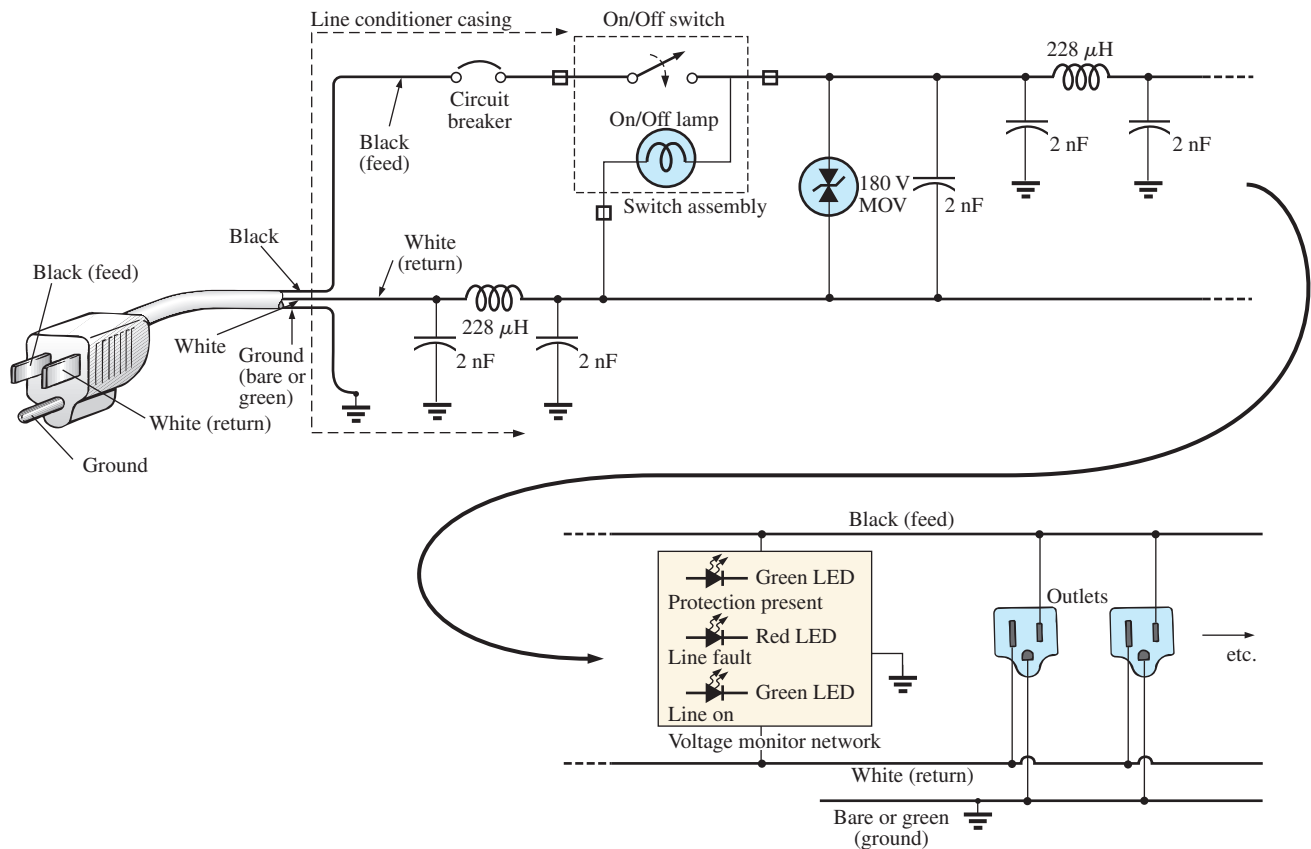 Line conditioner casing
On/Off switch
228 μH
Circuit
breaker
Black
(feed)
On/Off lamp
2 nF
2 nF
180 V
MOV
2 nF
Switch assembly
Black
White
(return)
Black (feed)
228 μH
White
Ground
(bare or
green)
2 nF
2 nF
White (return)
Ground
Black (feed)
Green LED
Protection present
Outlets
Red LED
Line fault
etc.
Green LED
Line on
Voltage monitor network
White (return)
Bare or green
(ground)